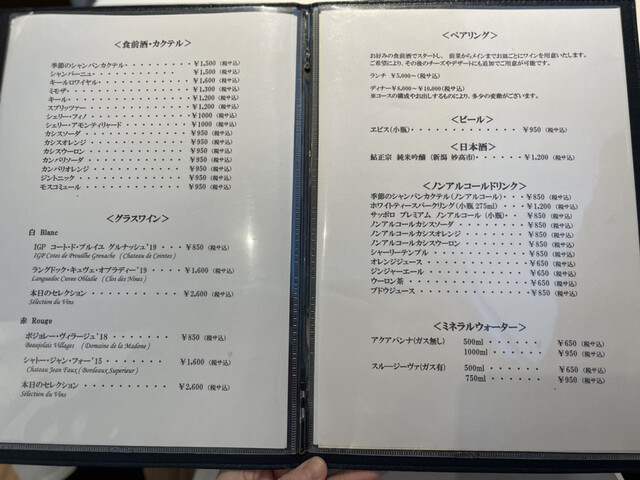 ＜食前酒・カクテル＞
季節のシャンパンカクテル・・・・・・・・￥1,500 (税サ込)
シャンパーニュ・・・・・・・・・・・・￥1,500 (税サ込)
キールロワイヤル・・・・・・・・・・・￥1,500 (税サ込)
ミモザ・・・・・・・・・・・・・・・￥1,300 (税サ込)
キール・・・・・・・・・・・・・・・￥1,200 (税サ込)
スプリッツァー・・・・・・・・・・・・￥1,200 (税サ込)
シェリー・フィノ・・・・・・・・・・・￥1000 (税サ込)
シェリー・アモンティリャード・・・・・・￥1000 (税サ込)
カシスソーダ・・・・・・・・・・・・・￥950 (税サ込)
カシスオレンジ・・・・・・・・・・・・￥950 (税サ込)
カシスウーロン・・・・・・・・・・・・￥950 (税サ込)
カンパリソーダ・・・・・・・・・・・・￥950 (税サ込)
カンパリオレンジ・・・・・・・・・・・￥950 (税サ込)
ジントニック・・・・・・・・・・・・・￥950 (税サ込)
モスコミュール・・・・・・・・・・・・￥950 (税サ込)
＜グラスワイン＞
白 Blanc
IGP コート・ド・プルイユ グルナッシュ'19 ・・・￥850 (税サ込)
IGP Cotes de Prouilhe Grenache ( Chateau de Cointes )
ラングドック・キュヴェ・オブラディー'19 ・・・・￥1,600 (税サ込)
Languedoc Cuvee Obladie ( Clos des Nines )
本日のセレクション・・・・・・・・・・・￥2,600 (税サ込)
Sélection du Vins
赤 Rouge
ボジョレー・ヴィラージュ'18・・・・・・・￥850 (税サ込)
Beaujolais Villages ( Domaine de la Madone )
シャトー・ジャン・フォー'15・・・・・・・￥1,600 (税サ込)
Chateau Jean Faux ( Bordeaux Superieur )
本日のセレクション・・・・・・・・・・・￥2,600 (税サ込)
Sélection du Vins
＜ペアリング＞
お好みの食前酒でスタートし、前菜からメインまでお皿ごとにワインを用意いたします。
ご希望により、その後のチーズやデザートにも追加でご用意が可能です。
ランチ ￥5,000～(税サ込)
ディナー￥8,000～￥10,000(税サ込)
※コースの構成やお出しするものにより、多少の変動がございます。
＜ビール＞
ヱビス(小瓶)・・・・・・・・・・・・￥950 (税サ込)
＜日本酒＞
鮎正宗 純米吟醸 (新潟 妙高市)・・・・￥1,200 (税サ込)
＜ノンアルコールドリンク＞
季節のシャンパンカクテル(ノンアルコール)・・・￥850 (税サ込)
ホワイトティースパークリング(小瓶 275ml)・・・￥1,200 (税サ込)
サッポロ プレミアム ノンアルコール (小瓶)・・￥850 (税サ込)
ノンアルコールカシスソーダ・・・・・・・・￥850 (税サ込)
ノンアルコールカシスオレンジ・・・・・・・￥850 (税サ込)
ノンアルコールカシスウーロン・・・・・・・￥850 (税サ込)
シャーリーテンプル・・・・・・・・・・・￥850 (税サ込)
オレンジジュース・・・・・・・・・・・・￥650 (税サ込)
ジンジャーエール・・・・・・・・・・・・￥650 (税サ込)
ウーロン茶・・・・・・・・・・・・・・￥650 (税サ込)
ブドウジュース・・・・・・・・・・・・・￥850 (税サ込)
＜ミネラルウォーター＞
アクアパンナ(ガス無し) 500ml ・・・・・・￥650 (税サ込)
1000ml ・・・・・・￥950 (税サ込)
スルージーヴァ(ガス有) 500ml ・・・・・・￥650 (税サ込)
750ml ・・・・・・￥950 (税サ込)